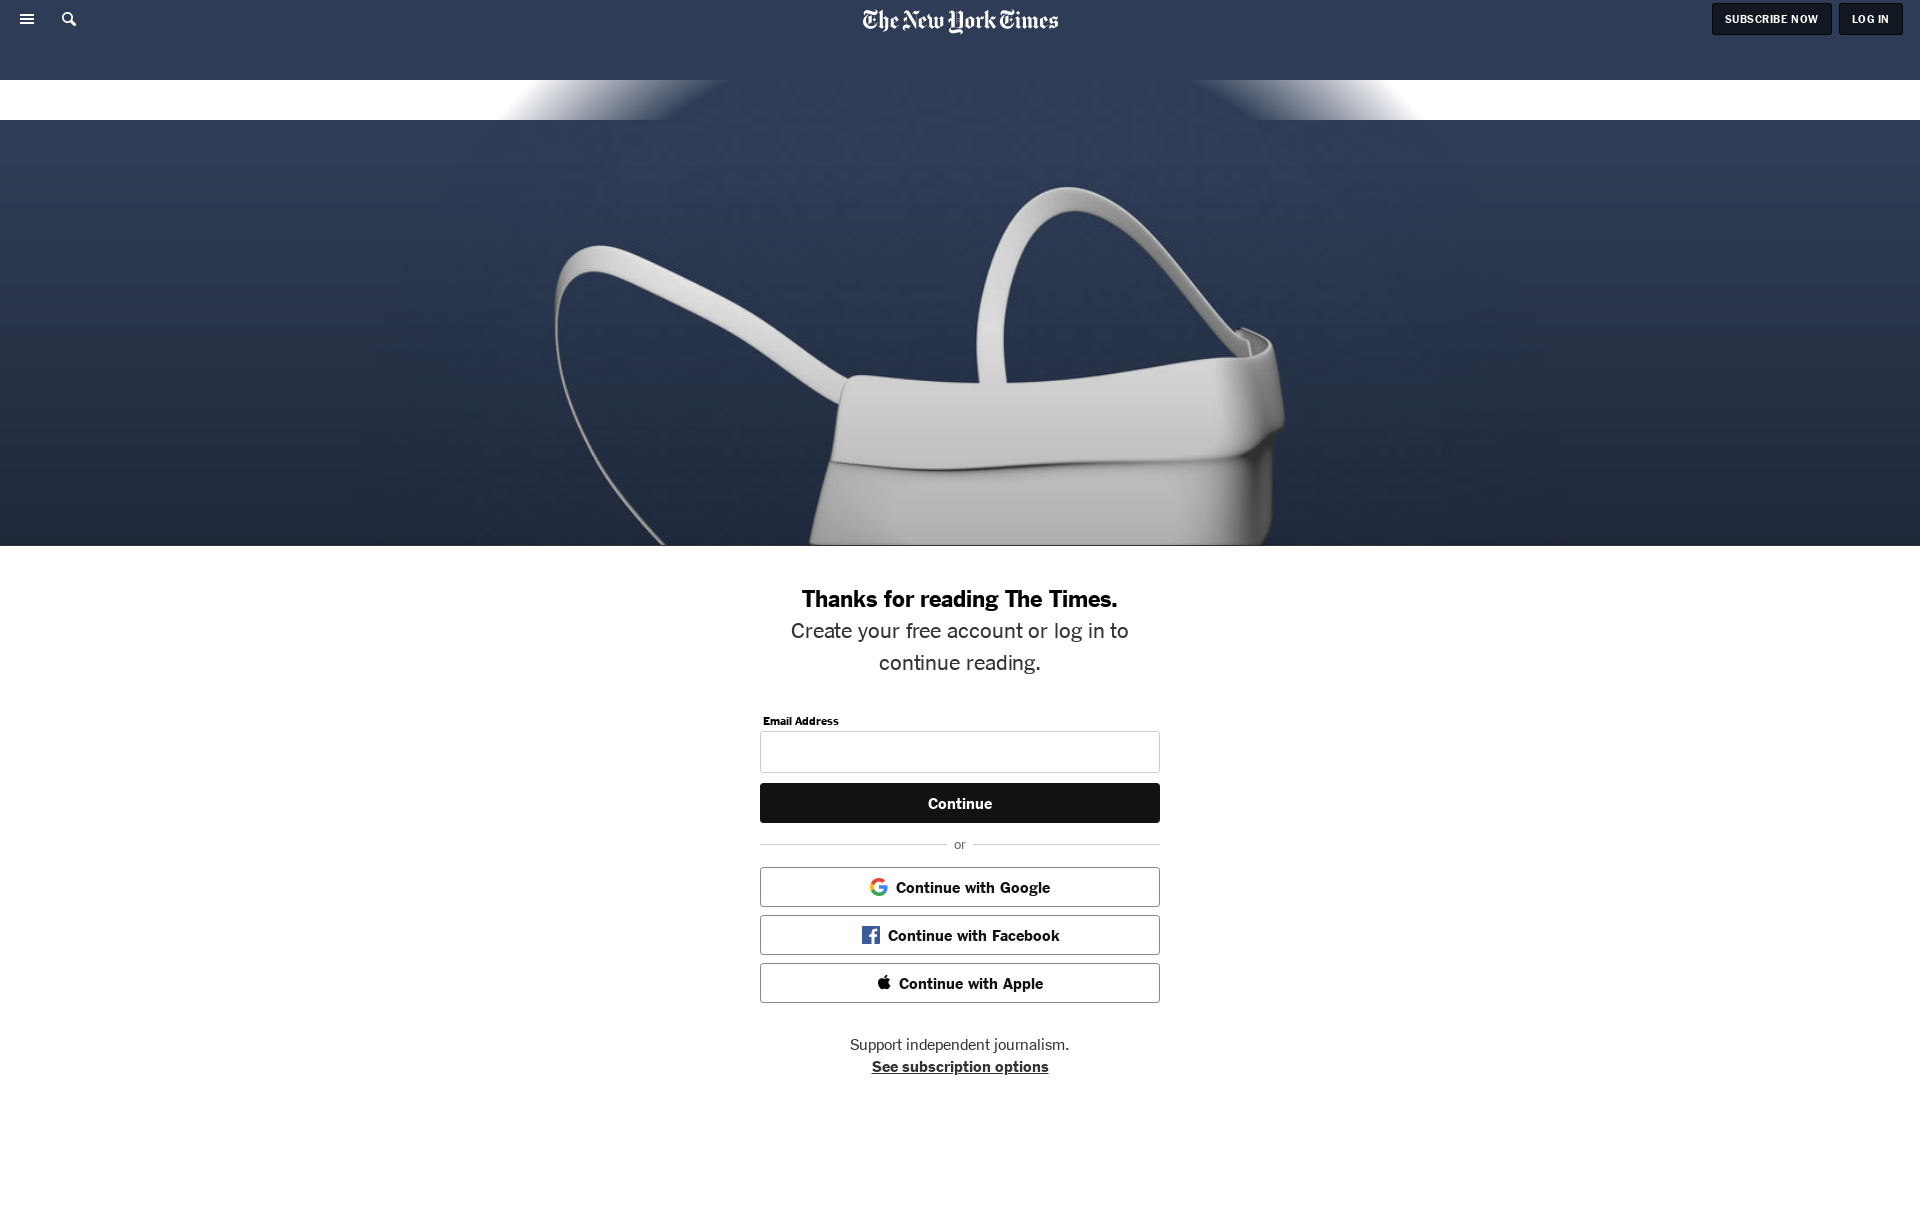 The New York Times
SUBSCRIBE NOW
LOG IN
Thanks for reading The Times.
Create your free account or log in to
continue reading.
Email Address
Continue
or
Continue with Google
Continue with Facebook
Continue with Apple
Support independent journalism.
See subscription options